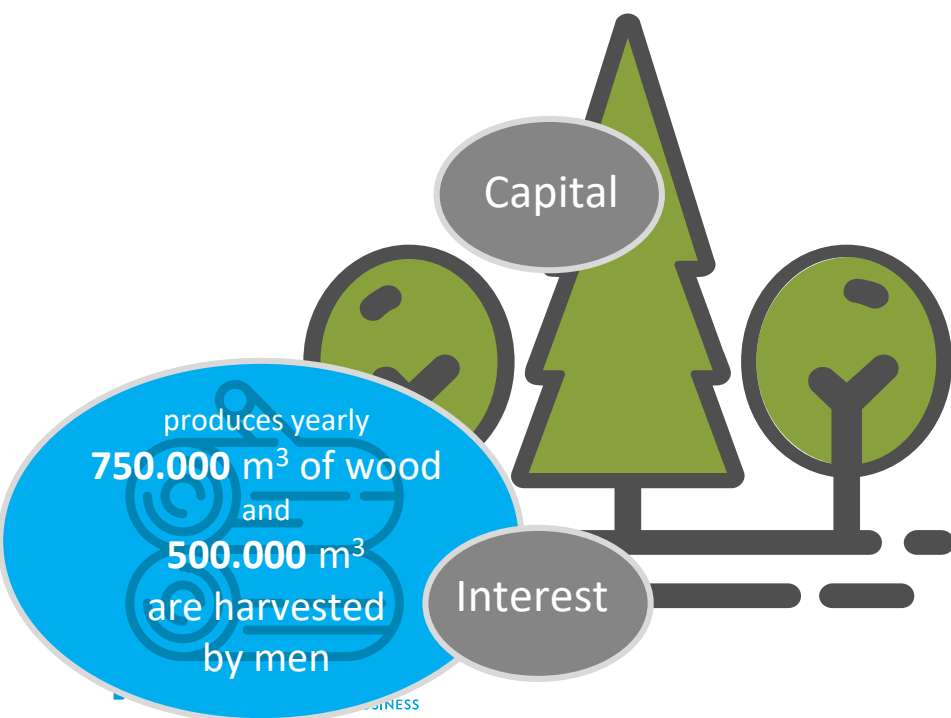 Capital
produces yearly
750.000 m³ of wood
and
500.000 m³
are harvested
by men
Interest